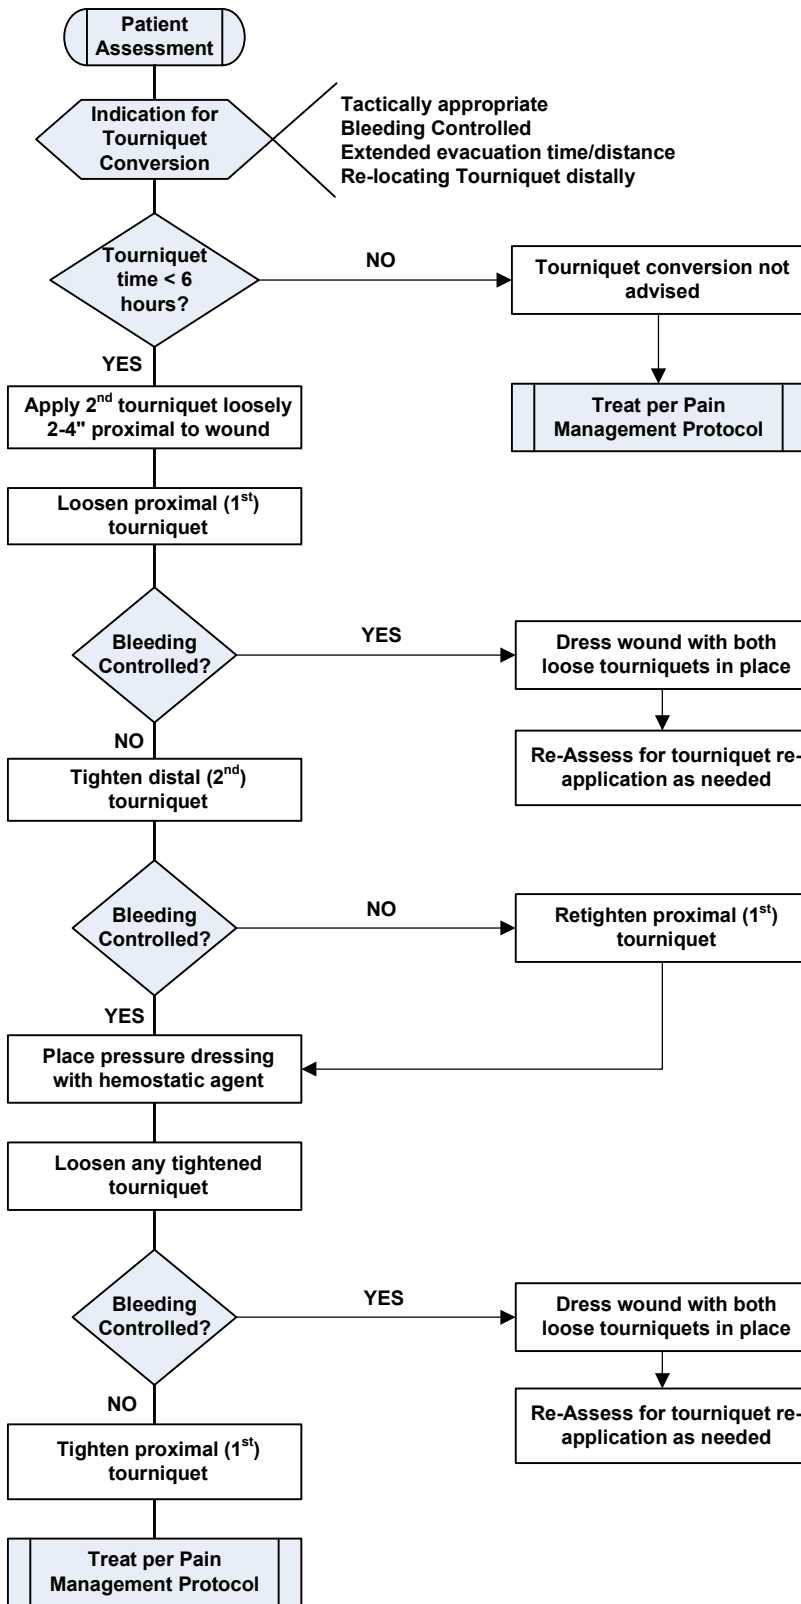 Patient
Assessment
Indication for
Tourniquet
Conversion
Tactically appropriate
Bleeding Controlled
Extended evacuation time/distance
Re-locating Tourniquet distally
Tourniquet
time < 6
hours?
NO
Tourniquet conversion not
advised
Treat per Pain
Management Protocol
YES
Apply 2nd tourniquet loosely
2-4" proximal to wound
Loosen proximal (1st)
tourniquet
Bleeding
Controlled?
YES
Dress wound with both
loose tourniquets in place
Re-Assess for tourniquet re-
application as needed
NO
Tighten distal (2nd)
tourniquet
Bleeding
Controlled?
NO
Retighten proximal (1st)
tourniquet
YES
Place pressure dressing
with hemostatic agent
Loosen any tightened
tourniquet
Bleeding
Controlled?
YES
Dress wound with both
loose tourniquets in place
Re-Assess for tourniquet re-
application as needed
NO
Tighten proximal (1st)
tourniquet
Treat per Pain
Management Protocol